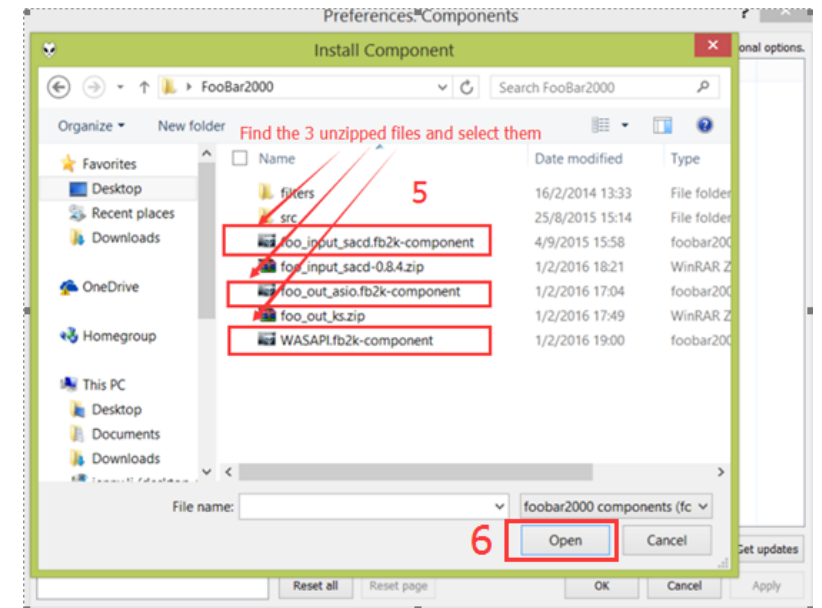 Preferences: Components
?
Install Component
onal options.
FooBar2000
Search FooBar2000
Organize
New folder
Find the 3 unzipped files and select them
Favorites
Name
Date modified
Type
Desktop
filters
5
16/2/2014 13:33
File folder
Recent places
src
25/8/2015 15:14
File folder
Downloads
foo_input_sacd.fb2k-component
4/9/2015 15:58
foobar200
foo_input_sacd-0.8.4.zip
1/2/2016 18:21
WinRAR Z
OneDrive
foo_out_asio.fb2k-component
1/2/2016 17:04
foobar200
foo_out_ks.zip
1/2/2016 17:49
WinRAR Z
Homegroup
WASAPI.fb2k-component
1/2/2016 19:00
foobar200
This PC
Desktop
Documents
Downloads
File name:
foobar2000 components (fc
6
Open
Cancel
Get updates
Reset all
Reset page
OK
Cancel
Apply